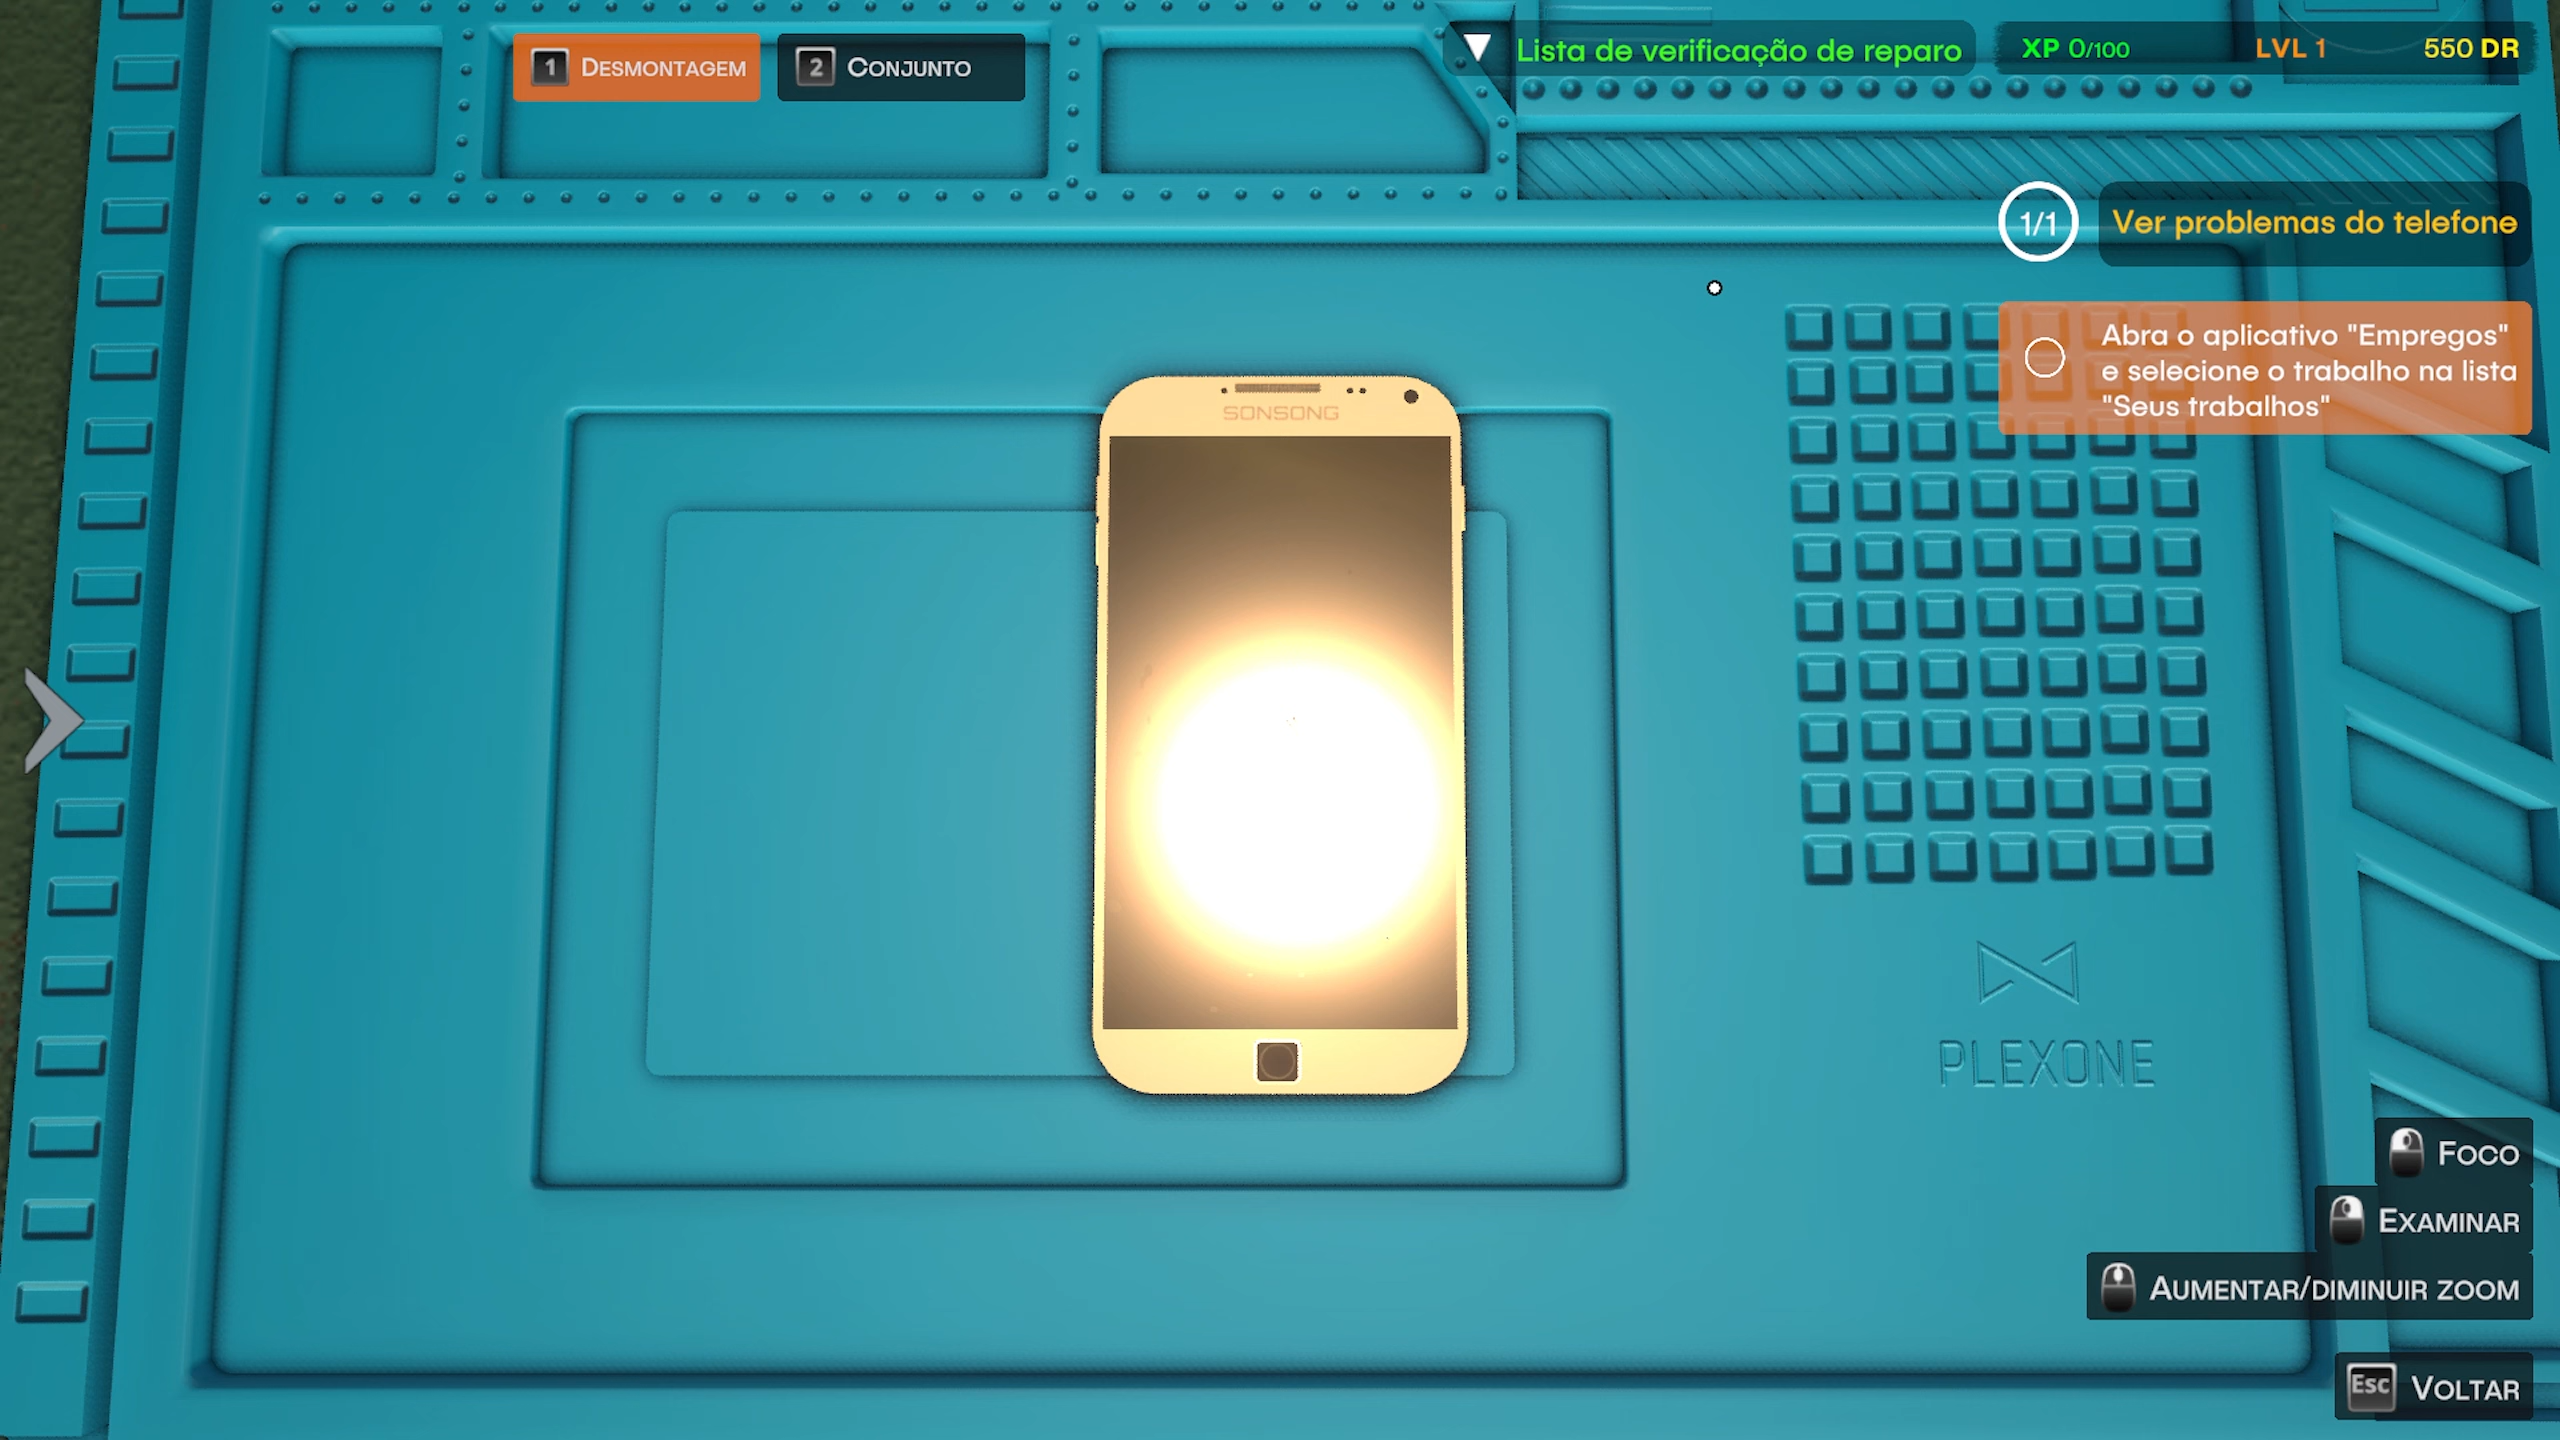 1 DESMONTAGEM
2 CONJUNTO
Lista de verificação de reparo
XP 0/100
LVL 1
550 DR
1/1
Ver problemas do telefone
Abra o aplicativo "Empregos"
e selecione o trabalho na lista
"Seus trabalhos"
SONSONG
PLEXONE
FOCO
EXAMINAR
AUMENTAR/DIMINUIR ZOOM
Esc VOLTAR